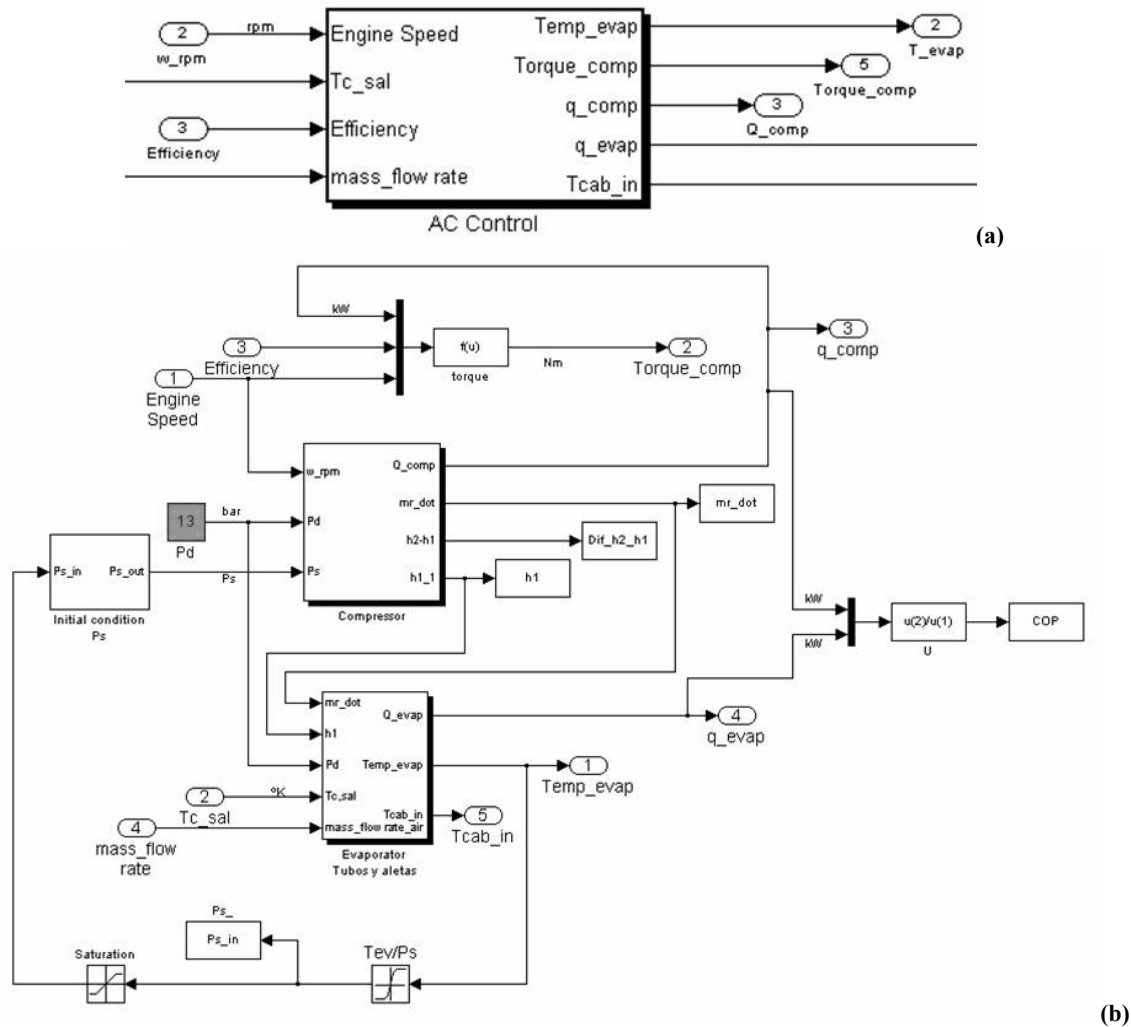 2
rpm
w_rpm
Engine Speed
Tc_sal
3
Efficiency
Efficiency
mass_flow rate
Temp_evap
2
T_evap
Torque_comp
5
Torque_comp
q_comp
3
Q_comp
q_evap
Tcab_in
AC Control
(a)
kW
3
Efficiency
1
Engine
Speed
f(u)
torque
Nm
2
Torque_comp
3
q_comp
w_rpm
Pd
Ps
Q_comp
mr_dot
h2-h1
h1_1
Compressor
mr_dot
Dif_h2_h1
h1
13
Pd
bar
Ps_in
Ps_out
Initial condition
Ps
Ps
kW
kW
u(2)/u(1)
U
COP
mr_dot
h1
Pd
Tc,sal
mass_flow rate_air
Q_evap
Temp_evap
Tcab_in
Evaporator
Tubos y aletas
4
q_evap
1
Temp_evap
5
Tcab_in
2
Tc_sal
°K
4
mass_flow
rate
Ps_
Ps_in
Saturation
Tev/Ps
(b)